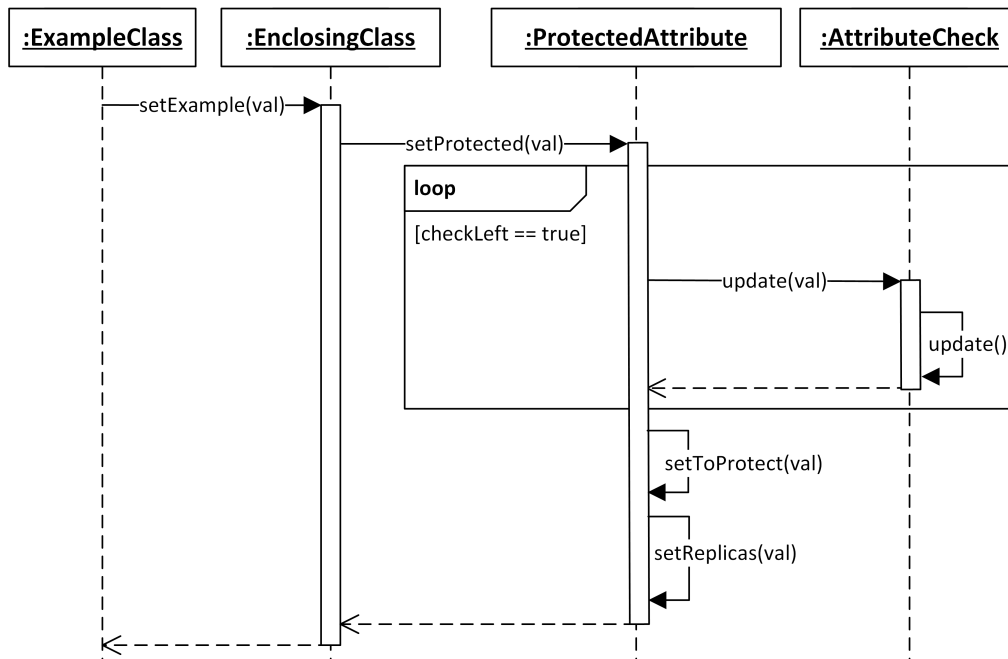 :ExampleClass
:EnclosingClass
:ProtectedAttribute
:AttributeCheck
setExample(val)
setProtected(val)
loop
[checkLeft == true]
update(val)
update()
setToProtect(val)
setReplicas(val)